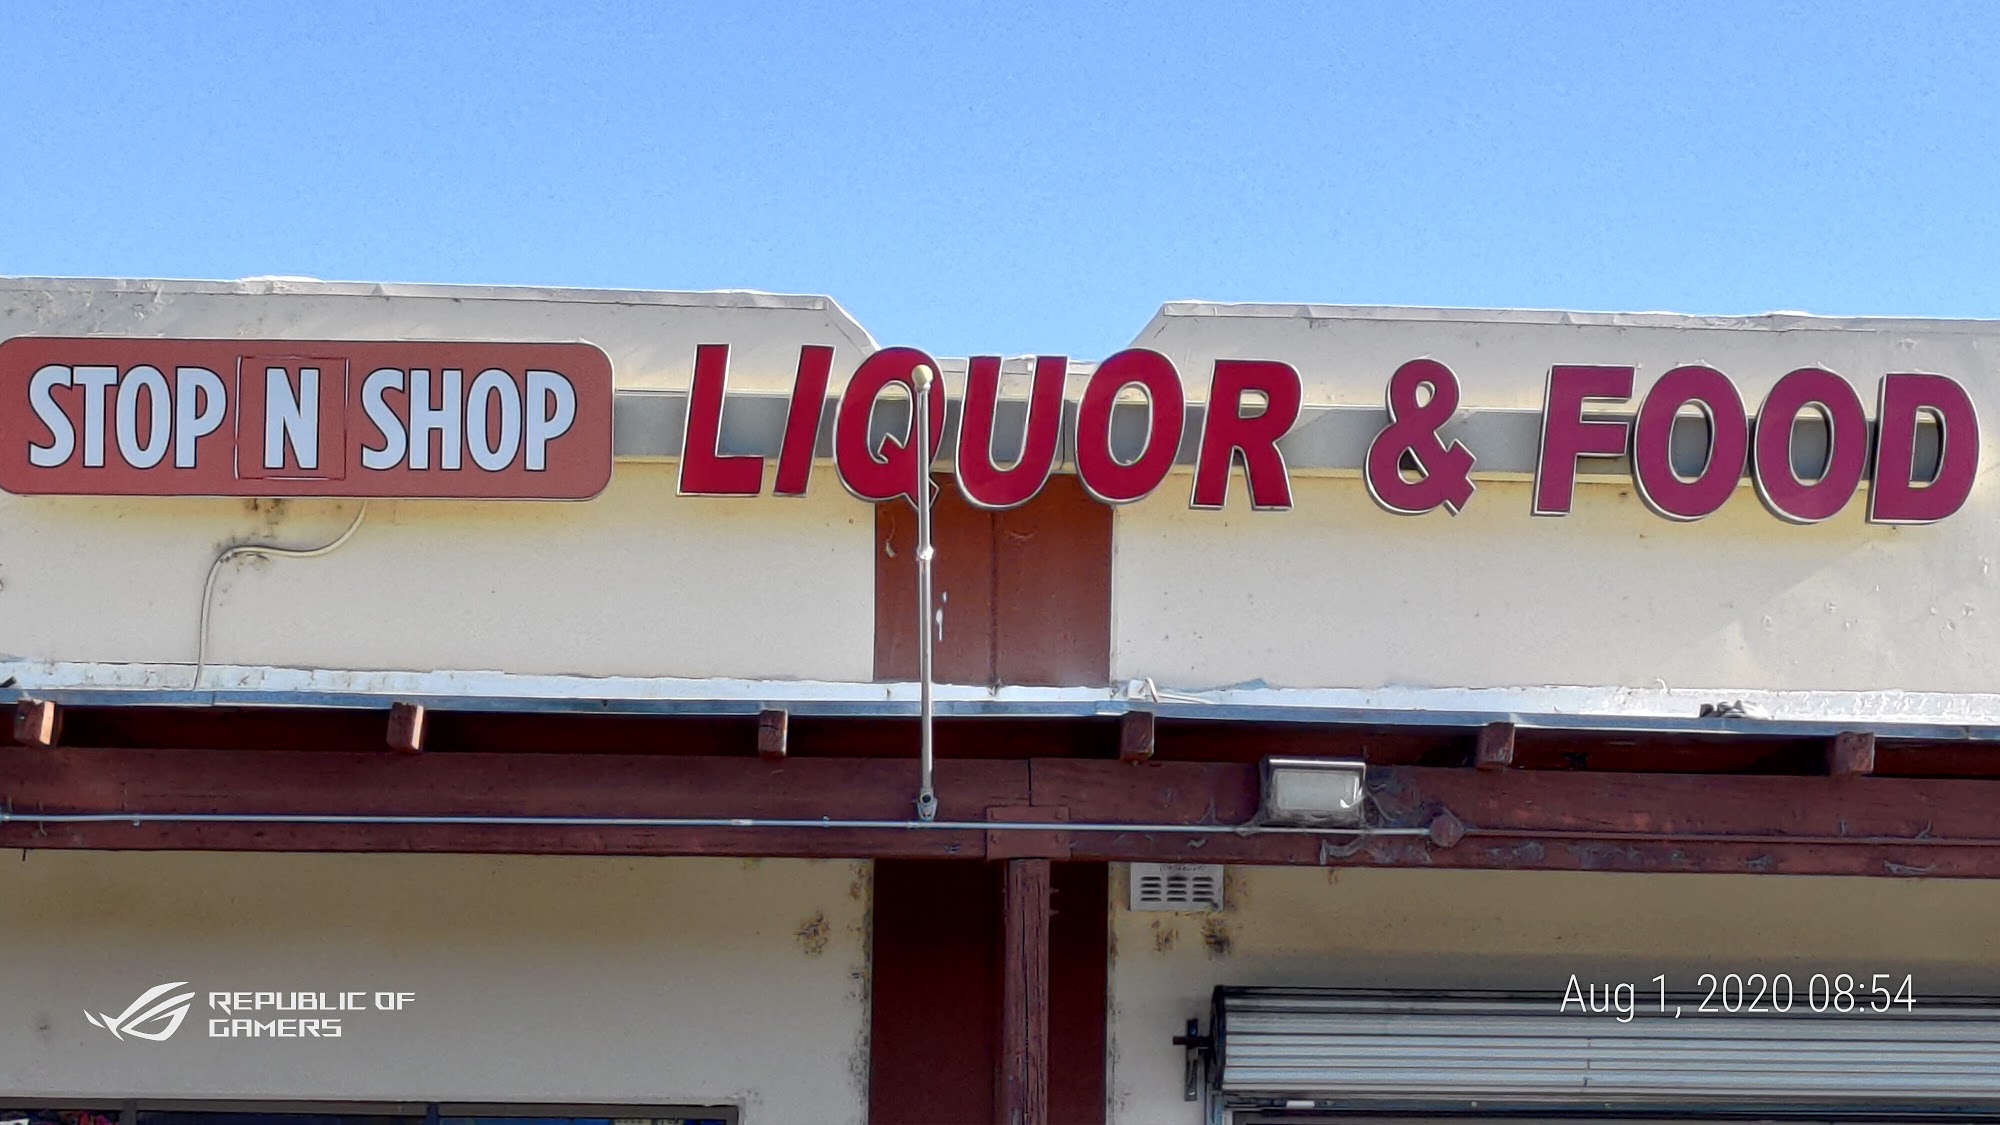 STOP N SHOP LIQUOR & FOOD
REPUBLIC OF
GAMERS
Aug 1, 2020 08:54